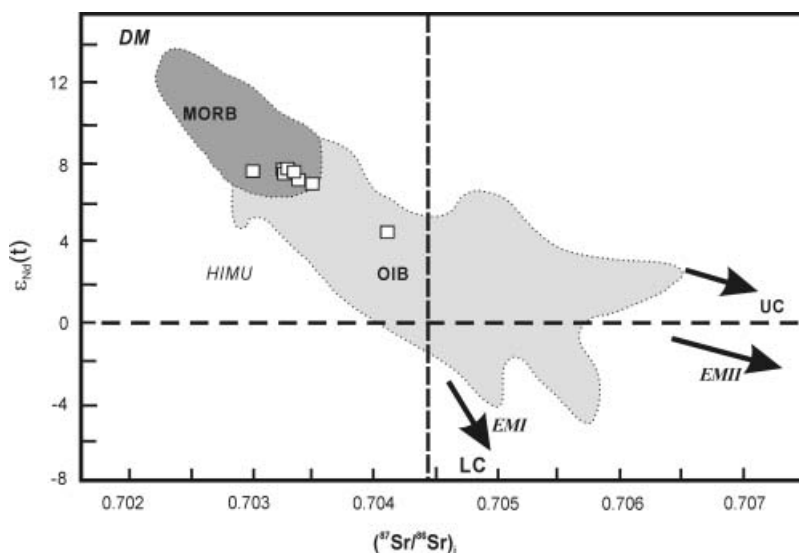 DM
12
MORB
8
εNd(t)
4
HIMU
OIB
UC
0
EMII
-4
EMI
LC
-8
0.702
0.703
0.704
0.705
0.706
0.707
(⁸⁷Sr/⁸⁶Sr)i